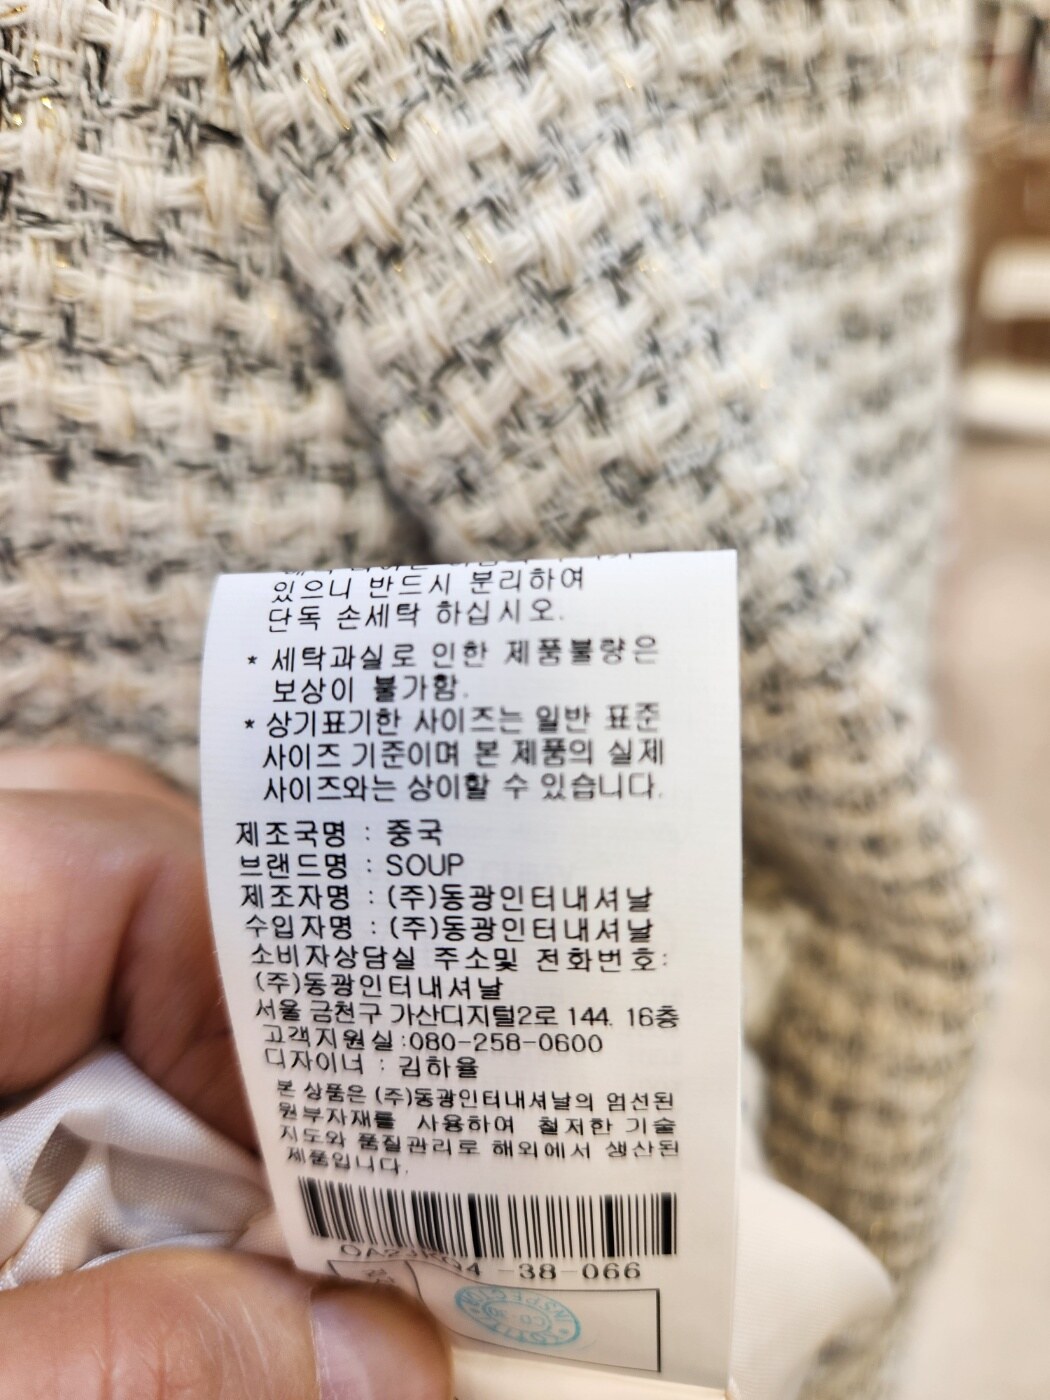 있으니 반드시 분리하여
단독 손세탁 하십시오.
* 세탁과실로 인한 제품불량은
보상이 불가함.
* 상기표기한 사이즈는 일반 표준
사이즈 기준이며 본 제품의 실제
사이즈와는 상이할 수 있습니다.
제조국명 : 중국
브랜드명 : SOUP
제조자명 : (주)동광인터내셔날
수입자명 : (주)동광인터내셔날
소비자상담실 주소및 전화번호:
(주)동광인터내셔날
서울 금천구 가산디지털2로 144. 16층
고객지원실:080-258-0600
디자이너 : 김하율
본 상품은 (주)동광인터내셔날의 엄선된
원부자재를 사용하여 철저한 기술
지도와 품질관리로 해외에서 생산된
제품입니다.
-38-066
INSPECTOR